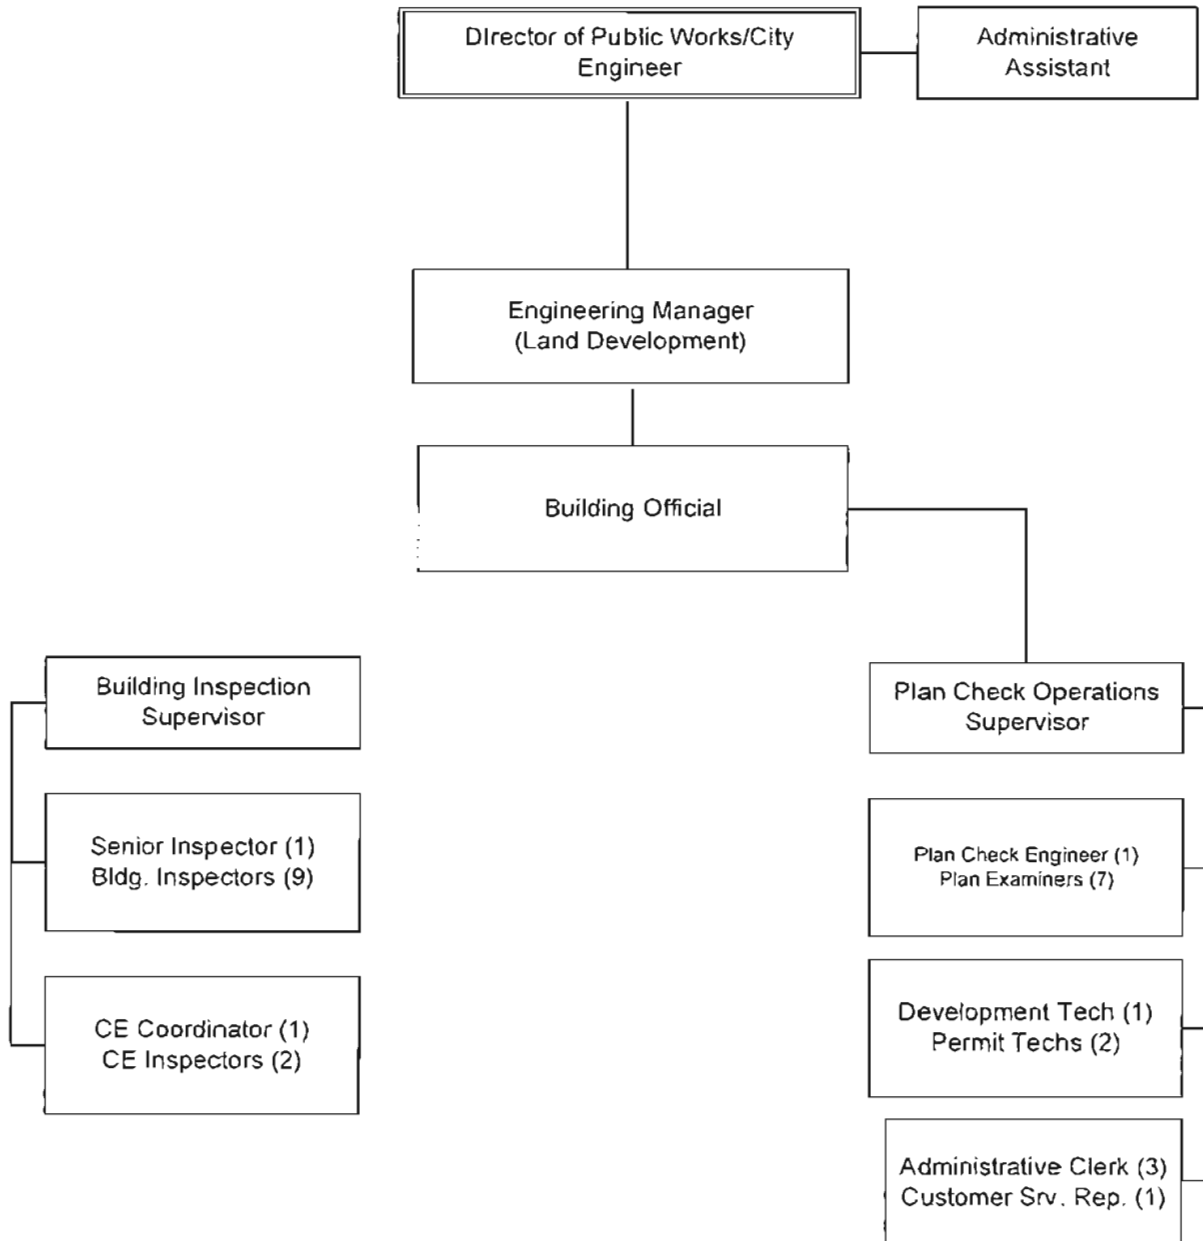 DIrector of Public Works/City
Engineer
Administrative
Assistant
Engineering Manager
(Land Development)
Building Official
Building Inspection
Supervisor
Plan Check Operations
Supervisor
Senior Inspector (1)
Bldg. Inspectors (9)
Plan Check Engineer (1)
Plan Examiners (7)
CE Coordinator (1)
CE Inspectors (2)
Development Tech (1)
Permit Techs (2)
Administrative Clerk (3)
Customer Srv. Rep. (1)